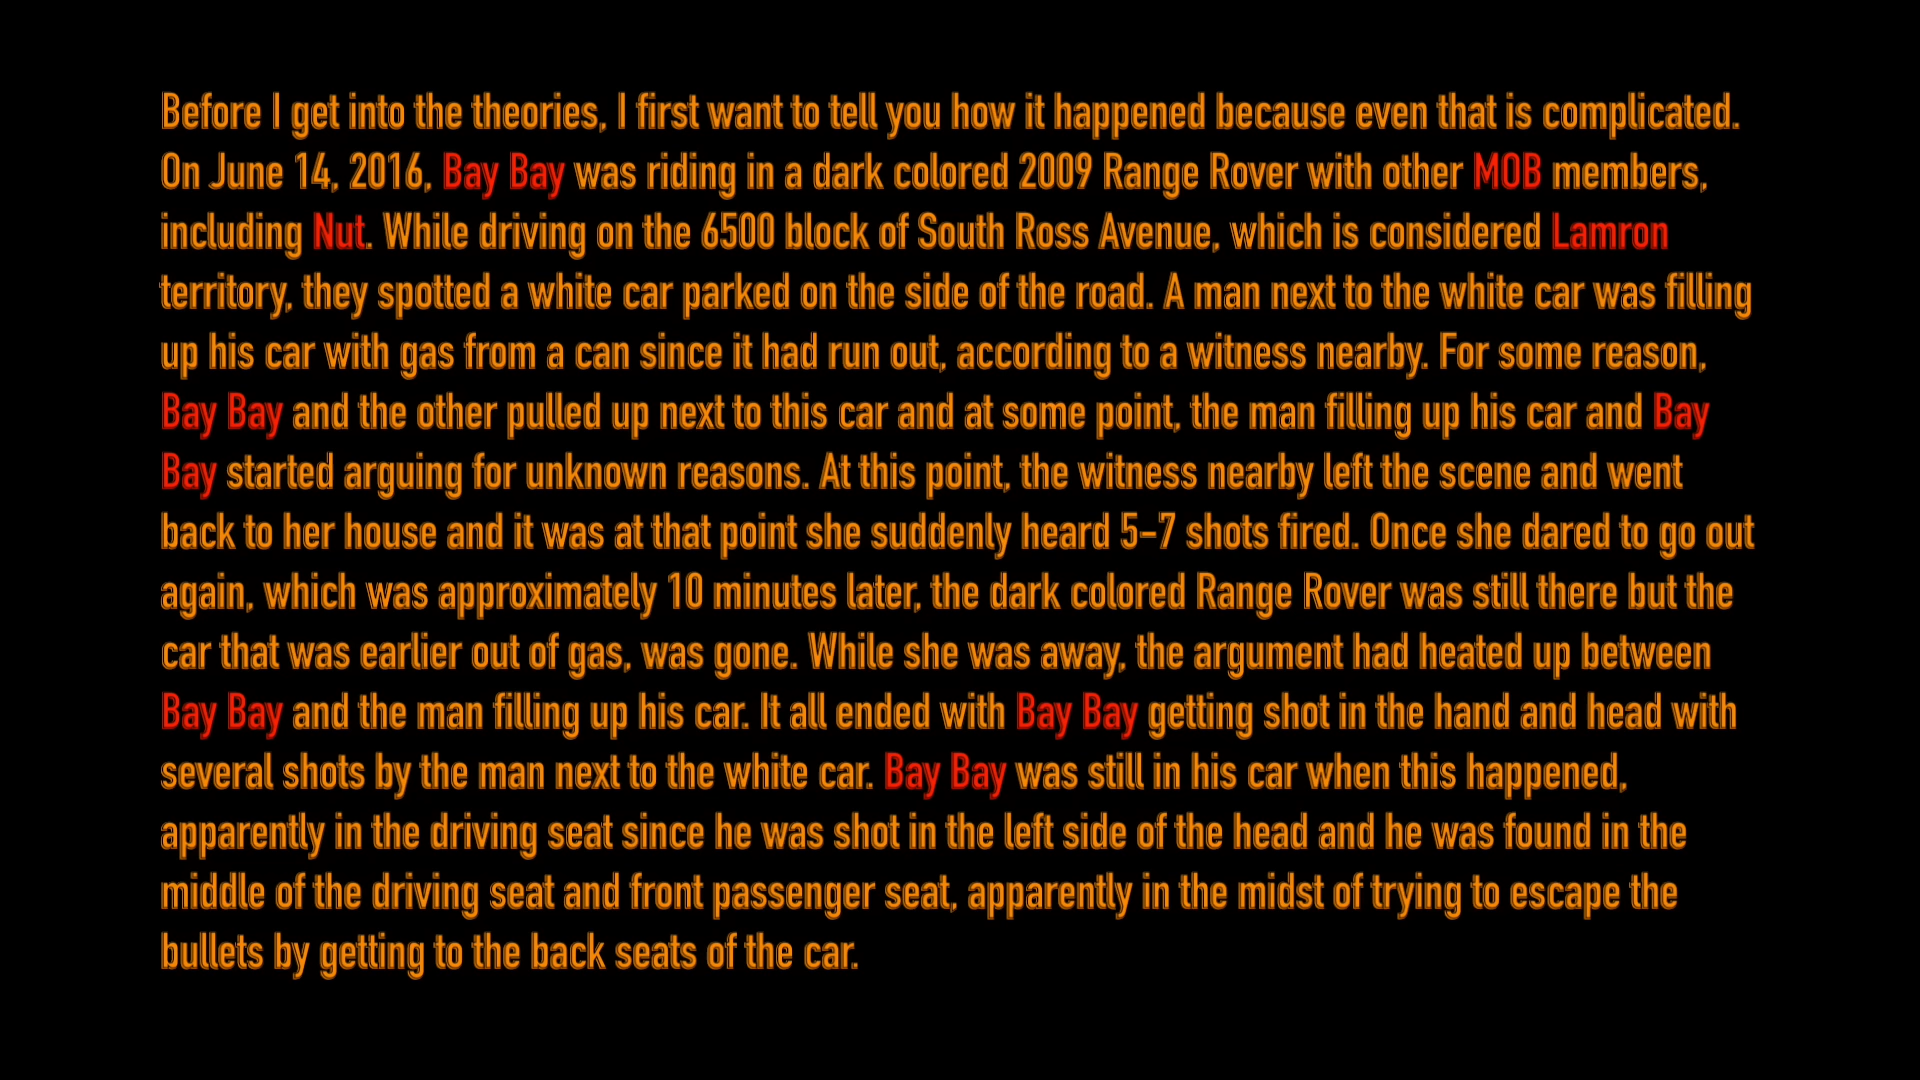 Before I get into the theories, I first want to tell you how it happened because even that is complicated.
On June 14, 2016, Bay Bay was riding in a dark colored 2009 Range Rover with other MOB members,
including Nut. While driving on the 6500 block of South Ross Avenue, which is considered Lamron
territory, they spotted a white car parked on the side of the road. A man next to the white car was filling
up his car with gas from a can since it had run out, according to a witness nearby. For some reason,
Bay Bay and the other pulled up next to this car and at some point, the man filling up his car and Bay
Bay started arguing for unknown reasons. At this point, the witness nearby left the scene and went
back to her house and it was at that point she suddenly heard 5-7 shots fired. Once she dared to go out
again, which was approximately 10 minutes later, the dark colored Range Rover was still there but the
car that was earlier out of gas, was gone. While she was away, the argument had heated up between
Bay Bay and the man filling up his car. It all ended with Bay Bay getting shot in the hand and head with
several shots by the man next to the white car. Bay Bay was still in his car when this happened,
apparently in the driving seat since he was shot in the left side of the head and he was found in the
middle of the driving seat and front passenger seat, apparently in the midst of trying to escape the
bullets by getting to the back seats of the car.